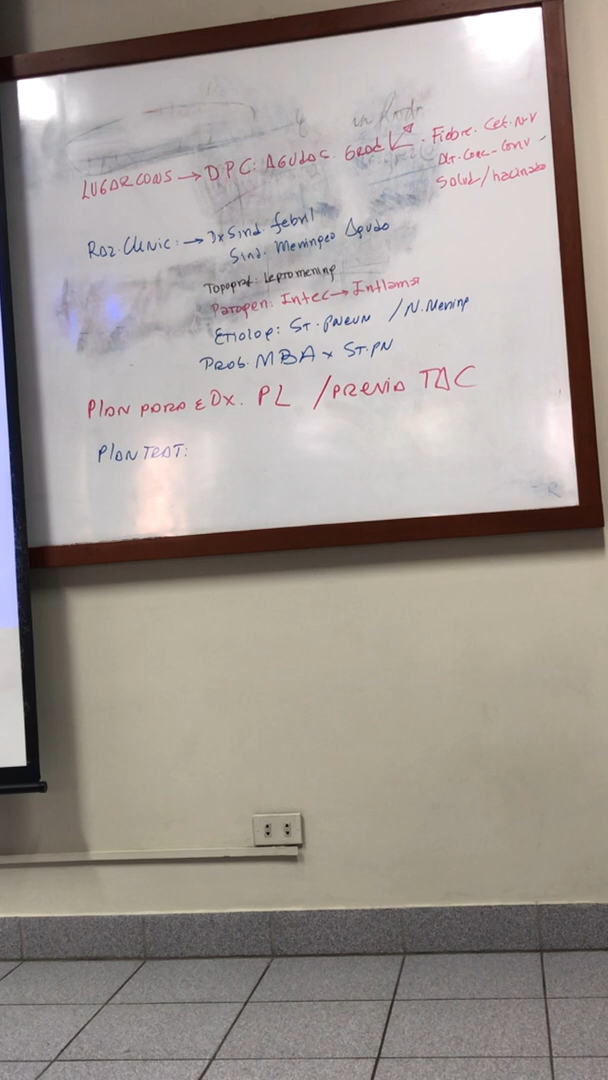 LUGAR CONS → DPC: AGUDO C. GRAD ↗ . Fiebre. Cef. N-V
Alt. Conc - Conv -
Salud / hacinado
Raz. Clinic: → Dx Sind. febril
Sind. Meningeo Agudo
Topograf: Leptomening
Patogen: Infec → Inflam
Etiolog: ST. pneum / N. Mening
Prob. MBA x ST. PN
Plan para e Dx. PL / previa TAC
Plan Trat: